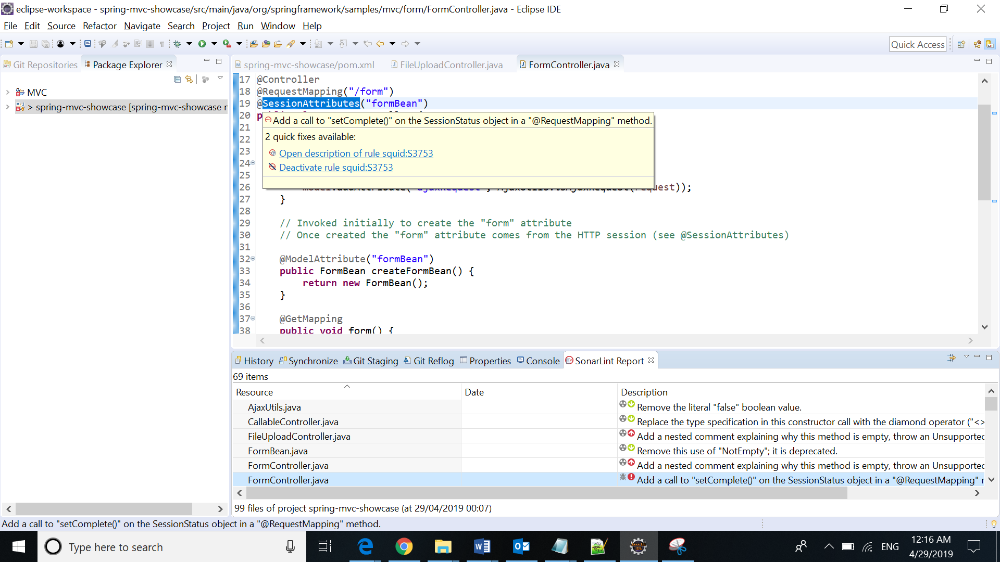 eclipse-workspace - spring-mvc-showcase/src/main/java/org/springframework/samples/mvc/form/FormController.java - Eclipse IDE
File Edit Source Refactor Navigate Search Project Run Window Help
Quick Access
Git Repositories Package Explorer
spring-mvc-showcase/pom.xml FileUploadController.java FormController.java
MVC
> spring-mvc-showcase [spring-mvc-showcase r
17 @Controller
18 @RequestMapping("/form")
19 @SessionAttributes("formBean")
20
Add a call to "setComplete()" on the SessionStatus object in a "@RequestMapping" method.
21
22 2 quick fixes available:
23 Open description of rule squid:S3753
24 Deactivate rule squid:S3753
25
26 model.addAttribute("ajaxRequest", AjaxUtils.isAjaxRequest(request));
27 }
28
29 // Invoked initially to create the "form" attribute
30 // Once created the "form" attribute comes from the HTTP session (see @SessionAttributes)
31
32 @ModelAttribute("formBean")
33 public FormBean createFormBean() {
34 return new FormBean();
35 }
36
37 @GetMapping
38 public void form() {
History Synchronize Git Staging Git Reflog Properties Console SonarLint Report
69 items
Resource Date Description
AjaxUtils.java Remove the literal "false" boolean value.
CallableController.java Replace the type specification in this constructor call with the diamond operator ("<>
FileUploadController.java Add a nested comment explaining why this method is empty, throw an Unsupported
FormBean.java Remove this use of "NotEmpty"; it is deprecated.
FormController.java Add a nested comment explaining why this method is empty, throw an Unsupported
FormController.java Add a call to "setComplete()" on the SessionStatus object in a "@RequestMapping" r
99 files of project spring-mvc-showcase (at 29/04/2019 00:07)
Add a call to "setComplete()" on the SessionStatus object in a "@RequestMapping" method.
Type here to search
ENG
12:16 AM
4/29/2019